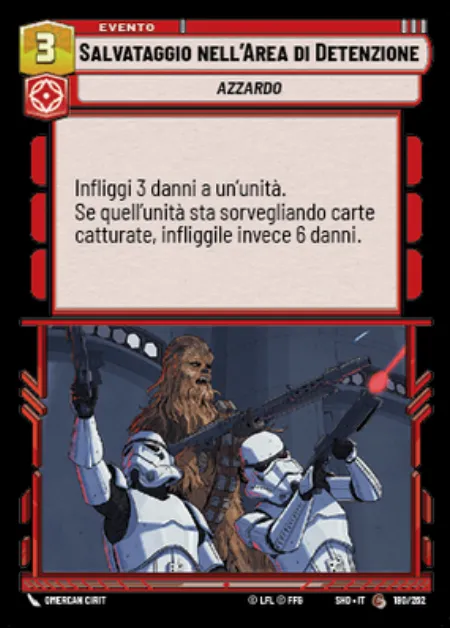 EVENTO
3
SALVATAGGIO NELL'AREA DI DETENZIONE
AZZARDO
Infliggi 3 danni a un'unità.
Se quell'unità sta sorvegliando carte
catturate, infliggile invece 6 danni.
OMERCAN CIRIT
© LFL © FFG
SHD • IT
C
180/262